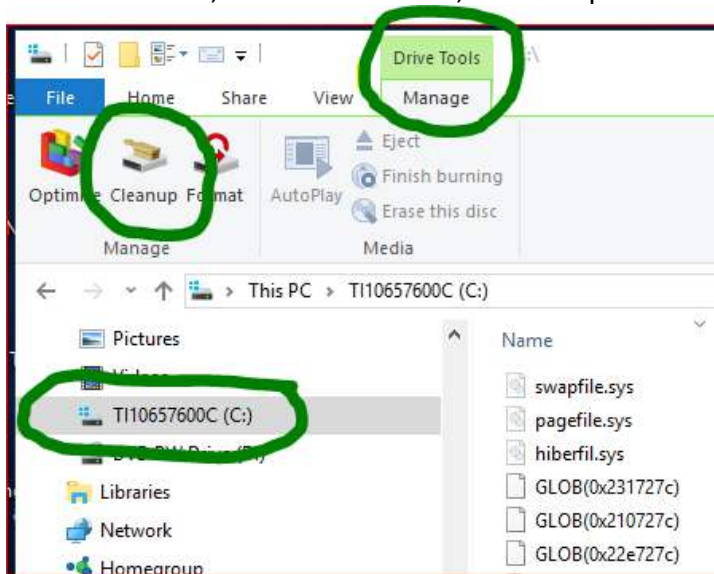 Drive Tools
File Home Share View Manage
Optimize Cleanup Format AutoPlay
Eject
Finish burning
Erase this disc
Manage Media
This PC > TI10657600C (C:)
Pictures
Name
Videos
swapfile.sys
TI10657600C (C:)
pagefile.sys
hiberfil.sys
Libraries
GLOB(0x231727c)
Network
GLOB(0x210727c)
Homegroup
GLOB(0x22e727c)